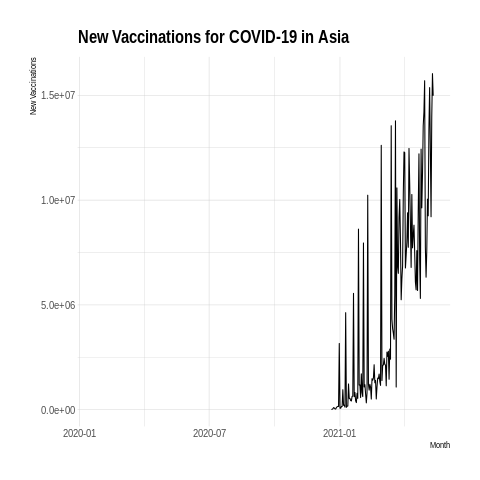 New Vaccinations for COVID-19 in Asia
New Vaccinations
1.5e+07
1.0e+07
5.0e+06
0.0e+00
2020-01 2020-07 2021-01
Month